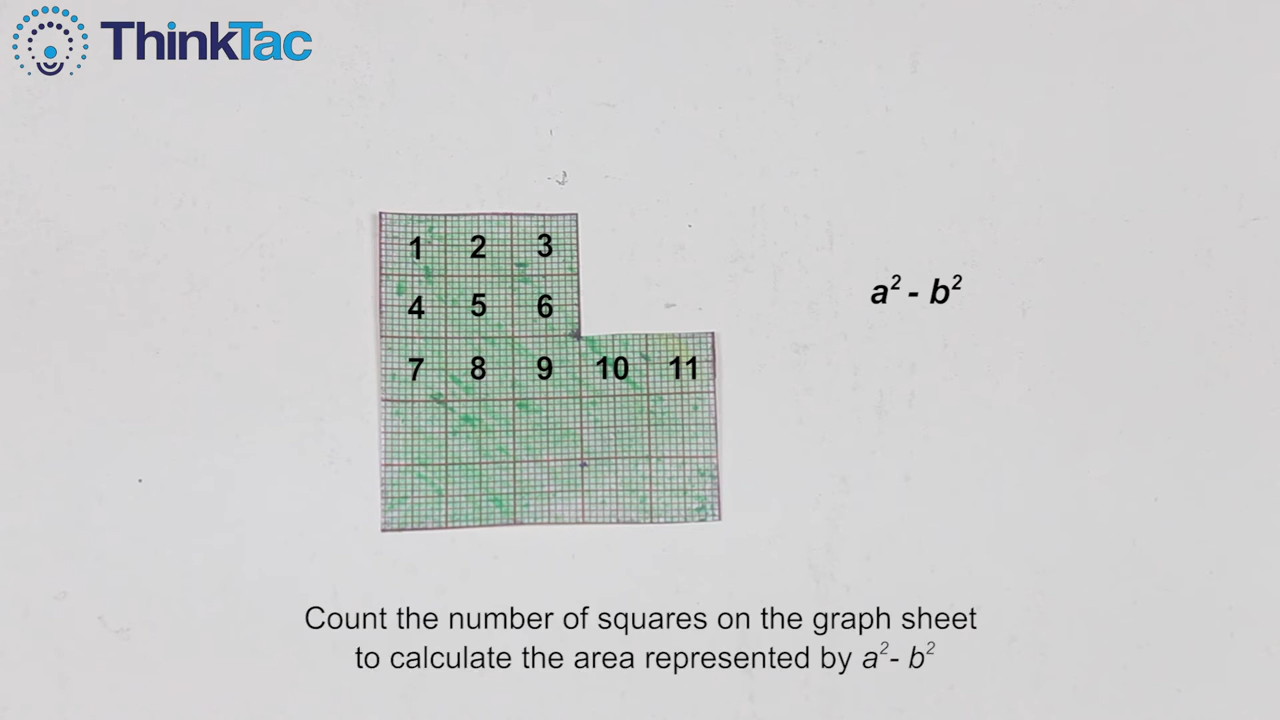 ThinkTac
1 2 3
4 5 6
7 8 9 10 11
a² - b²
Count the number of squares on the graph sheet
to calculate the area represented by a² - b²